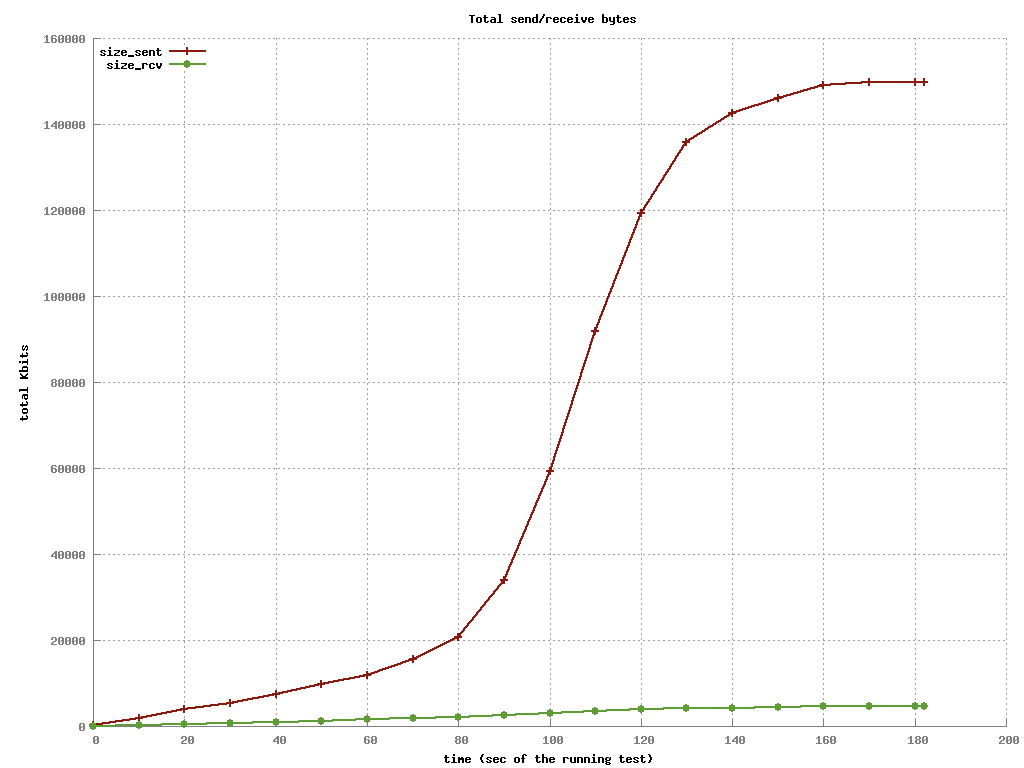 Total send/receive bytes
160000
size_sent
size_rcv
140000
120000
100000
total Kbits
80000
60000
40000
20000
0
0 20 40 60 80 100 120 140 160 180 200
time (sec of the running test)